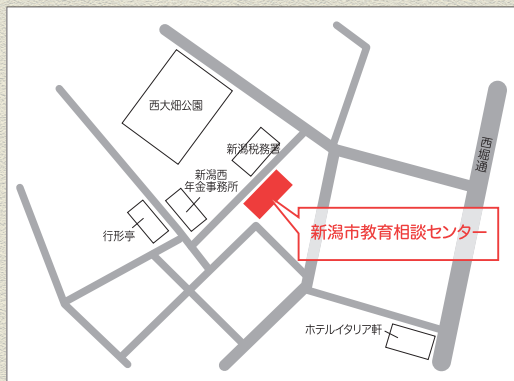 西大畑公園
新潟税務署
西堀通
新潟西
年金事務所
行形亭
新潟市教育相談センター
ホテルイタリア軒